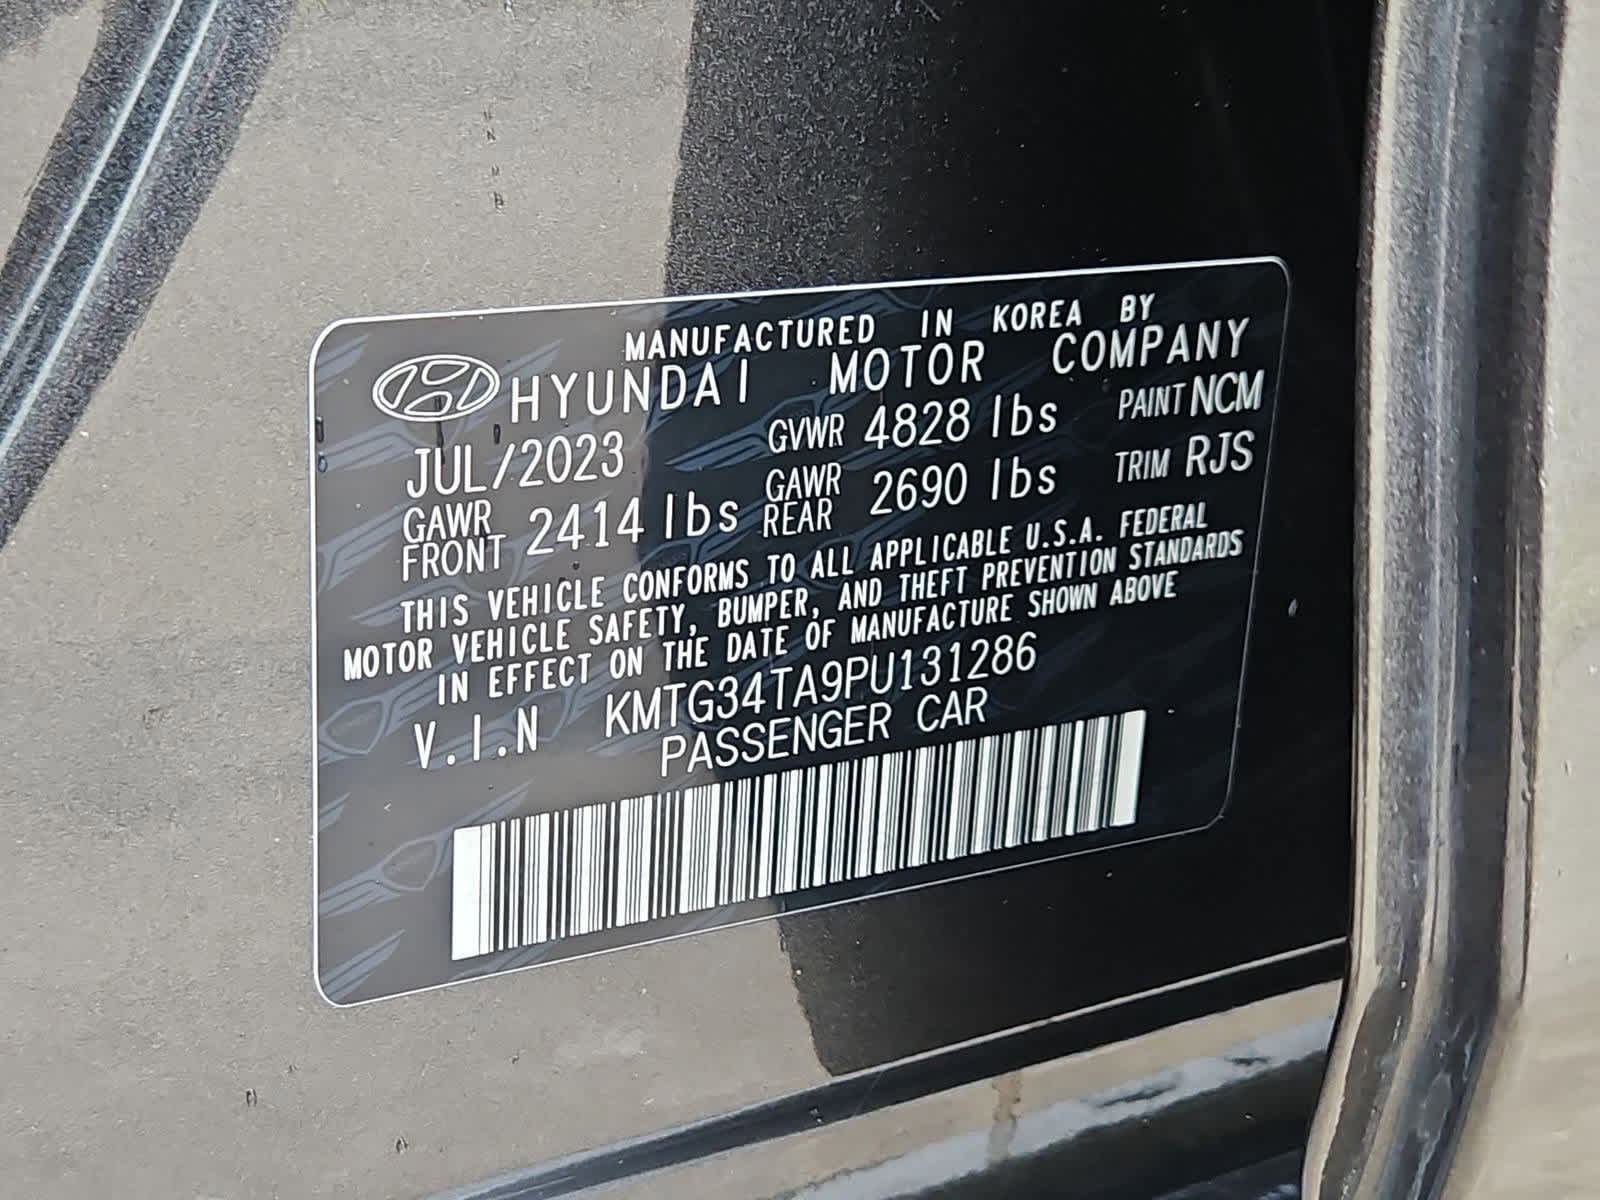 MANUFACTURED IN KOREA BY
HYUNDAI MOTOR COMPANY
JUL/2023 GVWR 4828 lbs PAINT NCM
GAWR FRONT 2414 lbs GAWR REAR 2690 lbs TRIM RJS
THIS VEHICLE CONFORMS TO ALL APPLICABLE U.S.A. FEDERAL
MOTOR VEHICLE SAFETY, BUMPER, AND THEFT PREVENTION STANDARDS
IN EFFECT ON THE DATE OF MANUFACTURE SHOWN ABOVE
V.I.N KMTG34TA9PU131286
PASSENGER CAR